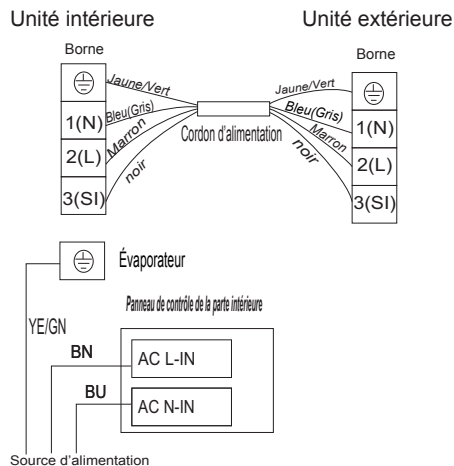 Unité intérieure
Unité extérieure
Borne
Borne
Jaune/Vert
Jaune/Vert
1(N)
Bleu(Gris)
Bleu(Gris)
1(N)
Cordon d'alimentation
2(L)
Marron
Marron
2(L)
3(SI)
noir
noir
3(SI)
Évaporateur
Panneau de contrôle de la parte intérieure
YE/GN
BN
AC L-IN
BU
AC N-IN
Source d'alimentation